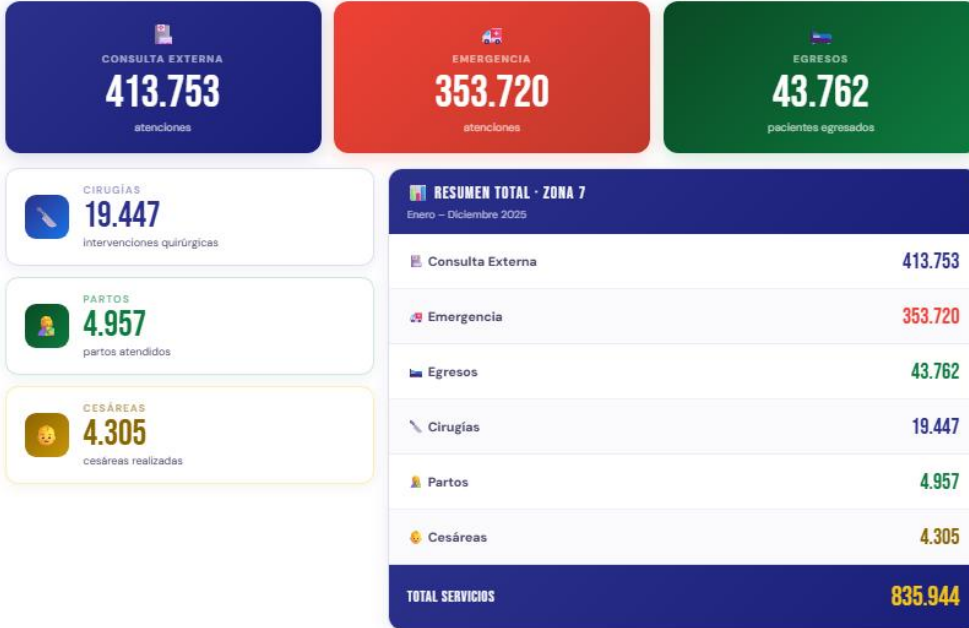 CONSULTA EXTERNA
413.753
atenciones
EMERGENCIA
353.720
atenciones
EGRESOS
43.762
pacientes egresados
CIRUGÍAS
19.447
intervenciones quirúrgicas
PARTOS
4.957
partos atendidos
CESÁREAS
4.305
cesáreas realizadas
RESUMEN TOTAL · ZONA 7
Enero – Diciembre 2025
Consulta Externa 413.753
Emergencia 353.720
Egresos 43.762
Cirugías 19.447
Partos 4.957
Cesáreas 4.305
TOTAL SERVICIOS 835.944